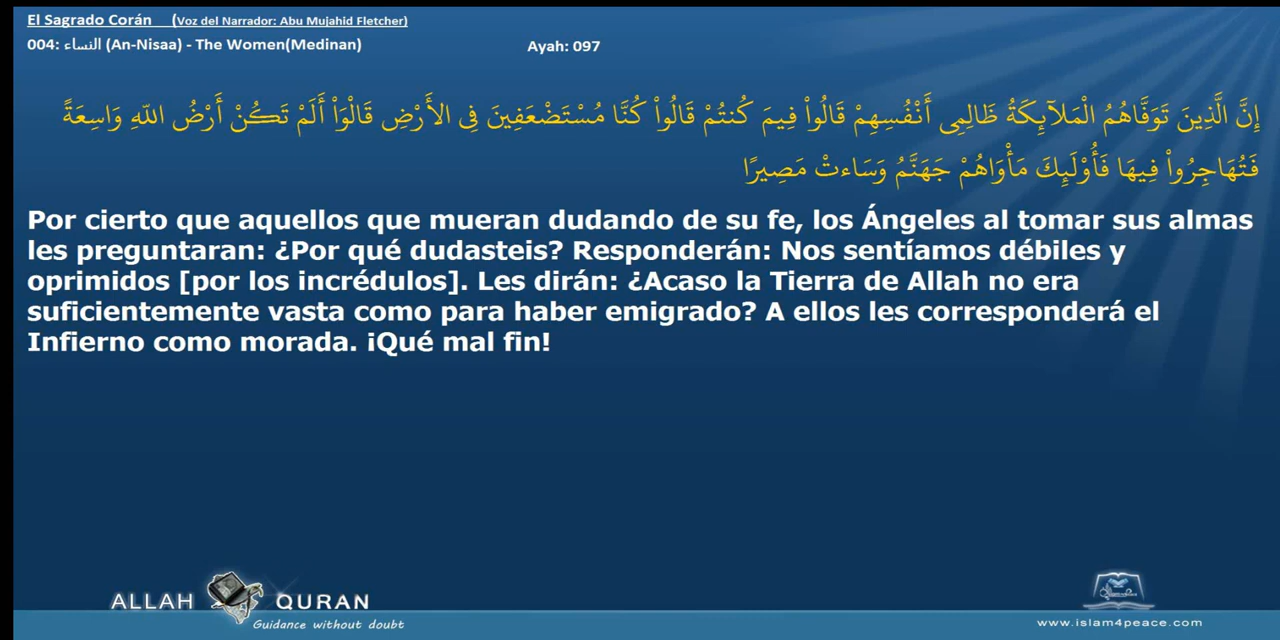 El Sagrado Corán (Voz del Narrador: Abu Mujahid Fletcher)
004: النساء (An-Nisaa) - The Women(Medinan) Ayah: 097
إِنَّ الَّذِينَ تَوَفَّاهُمُ الْمَلآئِكَةُ ظَالِمِى أَنْفُسِهِمْ قَالُواْ فِيمَ كُنتُمْ قَالُواْ كُنَّا مُسْتَضْعَفِينَ فِى الأَرْضِ قَالْوَاْ أَلَمْ تَكُنْ أَرْضُ اللّهِ وَاسِعَةً
فَتُهَاجِرُواْ فِيهَا فَأُوْلَئِكَ مَأْوَاهُمْ جَهَنَّمُ وَسَاءتْ مَصِيرًا
Por cierto que aquellos que mueran dudando de su fe, los Ángeles al tomar sus almas
les preguntaran: ¿Por qué dudasteis? Responderán: Nos sentíamos débiles y
oprimidos [por los incrédulos]. Les dirán: ¿Acaso la Tierra de Allah no era
suficientemente vasta como para haber emigrado? A ellos les corresponderá el
Infierno como morada. ¡Qué mal fin!
ALLAH QURAN
Guidance without doubt
www.islam4peace.com